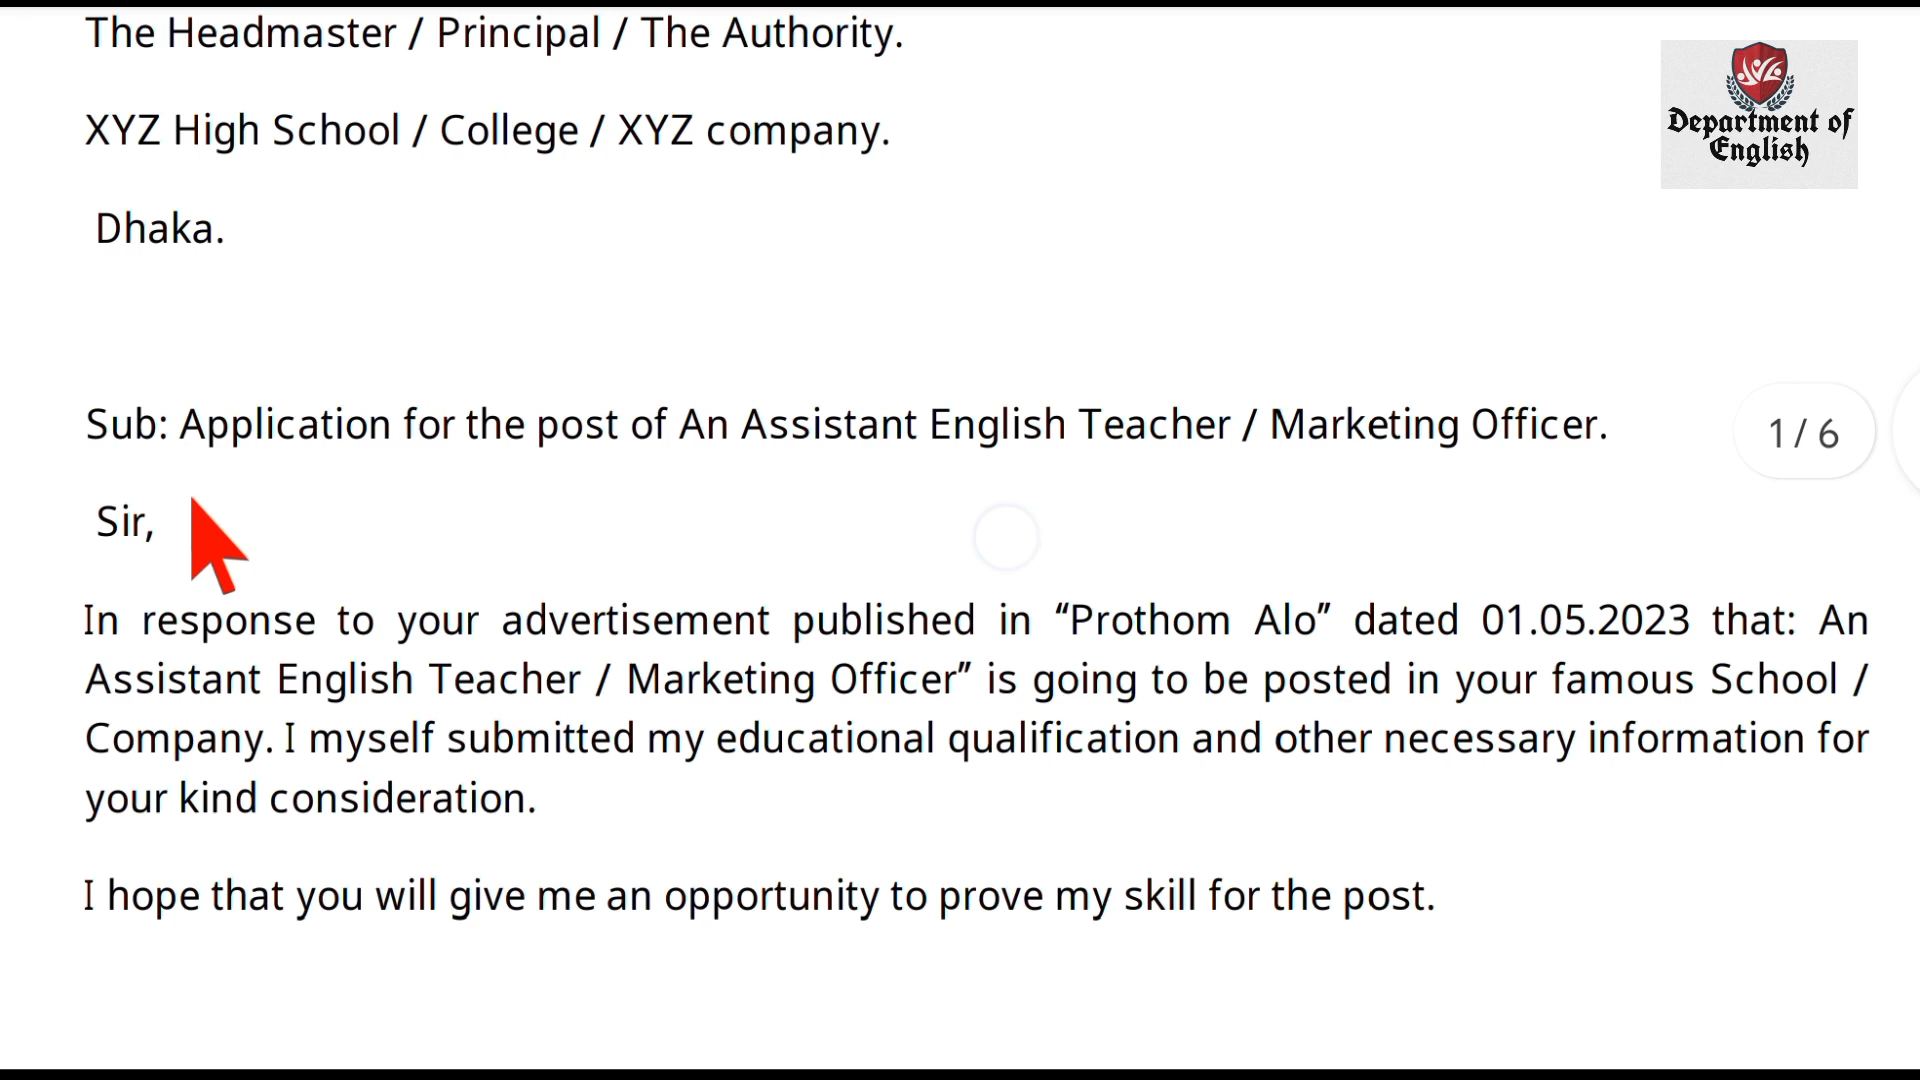 The Headmaster / Principal / The Authority.
XYZ High School / College / XYZ company.
Department of
English
Dhaka.
Sub: Application for the post of An Assistant English Teacher / Marketing Officer.
1 / 6
Sir,
In response to your advertisement published in “Prothom Alo” dated 01.05.2023 that: An
Assistant English Teacher / Marketing Officer” is going to be posted in your famous School /
Company. I myself submitted my educational qualification and other necessary information for
your kind consideration.
I hope that you will give me an opportunity to prove my skill for the post.